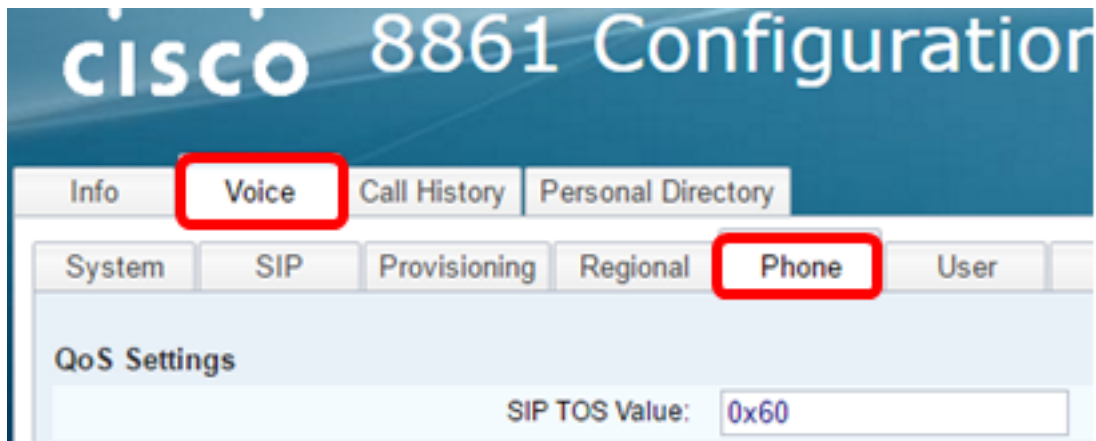 cisco 8861 Configuration
Info Voice Call History Personal Directory
System SIP Provisioning Regional Phone User
QoS Settings
SIP TOS Value: 0x60